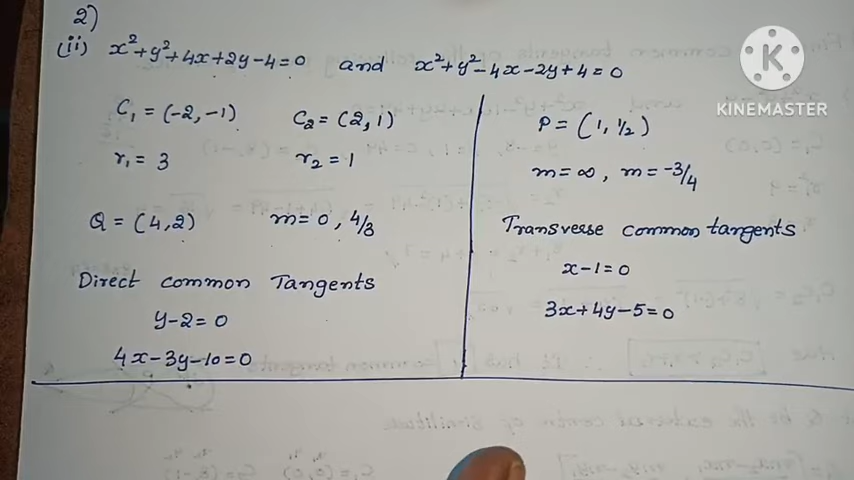 2)
(ii) x²+y²+4x+2y-4=0 and x²+y²-4x-2y+4=0
KINEMASTER
C₁ = (-2, -1) C₂ = (2, 1)
r₁ = 3 r₂ = 1
Q = (4, 2) m = 0, 4/3
Direct common Tangents
y-2=0
4x-3y-10=0
P = (1, 1/2)
m = ∞, m = -3/4
Transverse common tangents
x-1=0
3x+4y-5=0